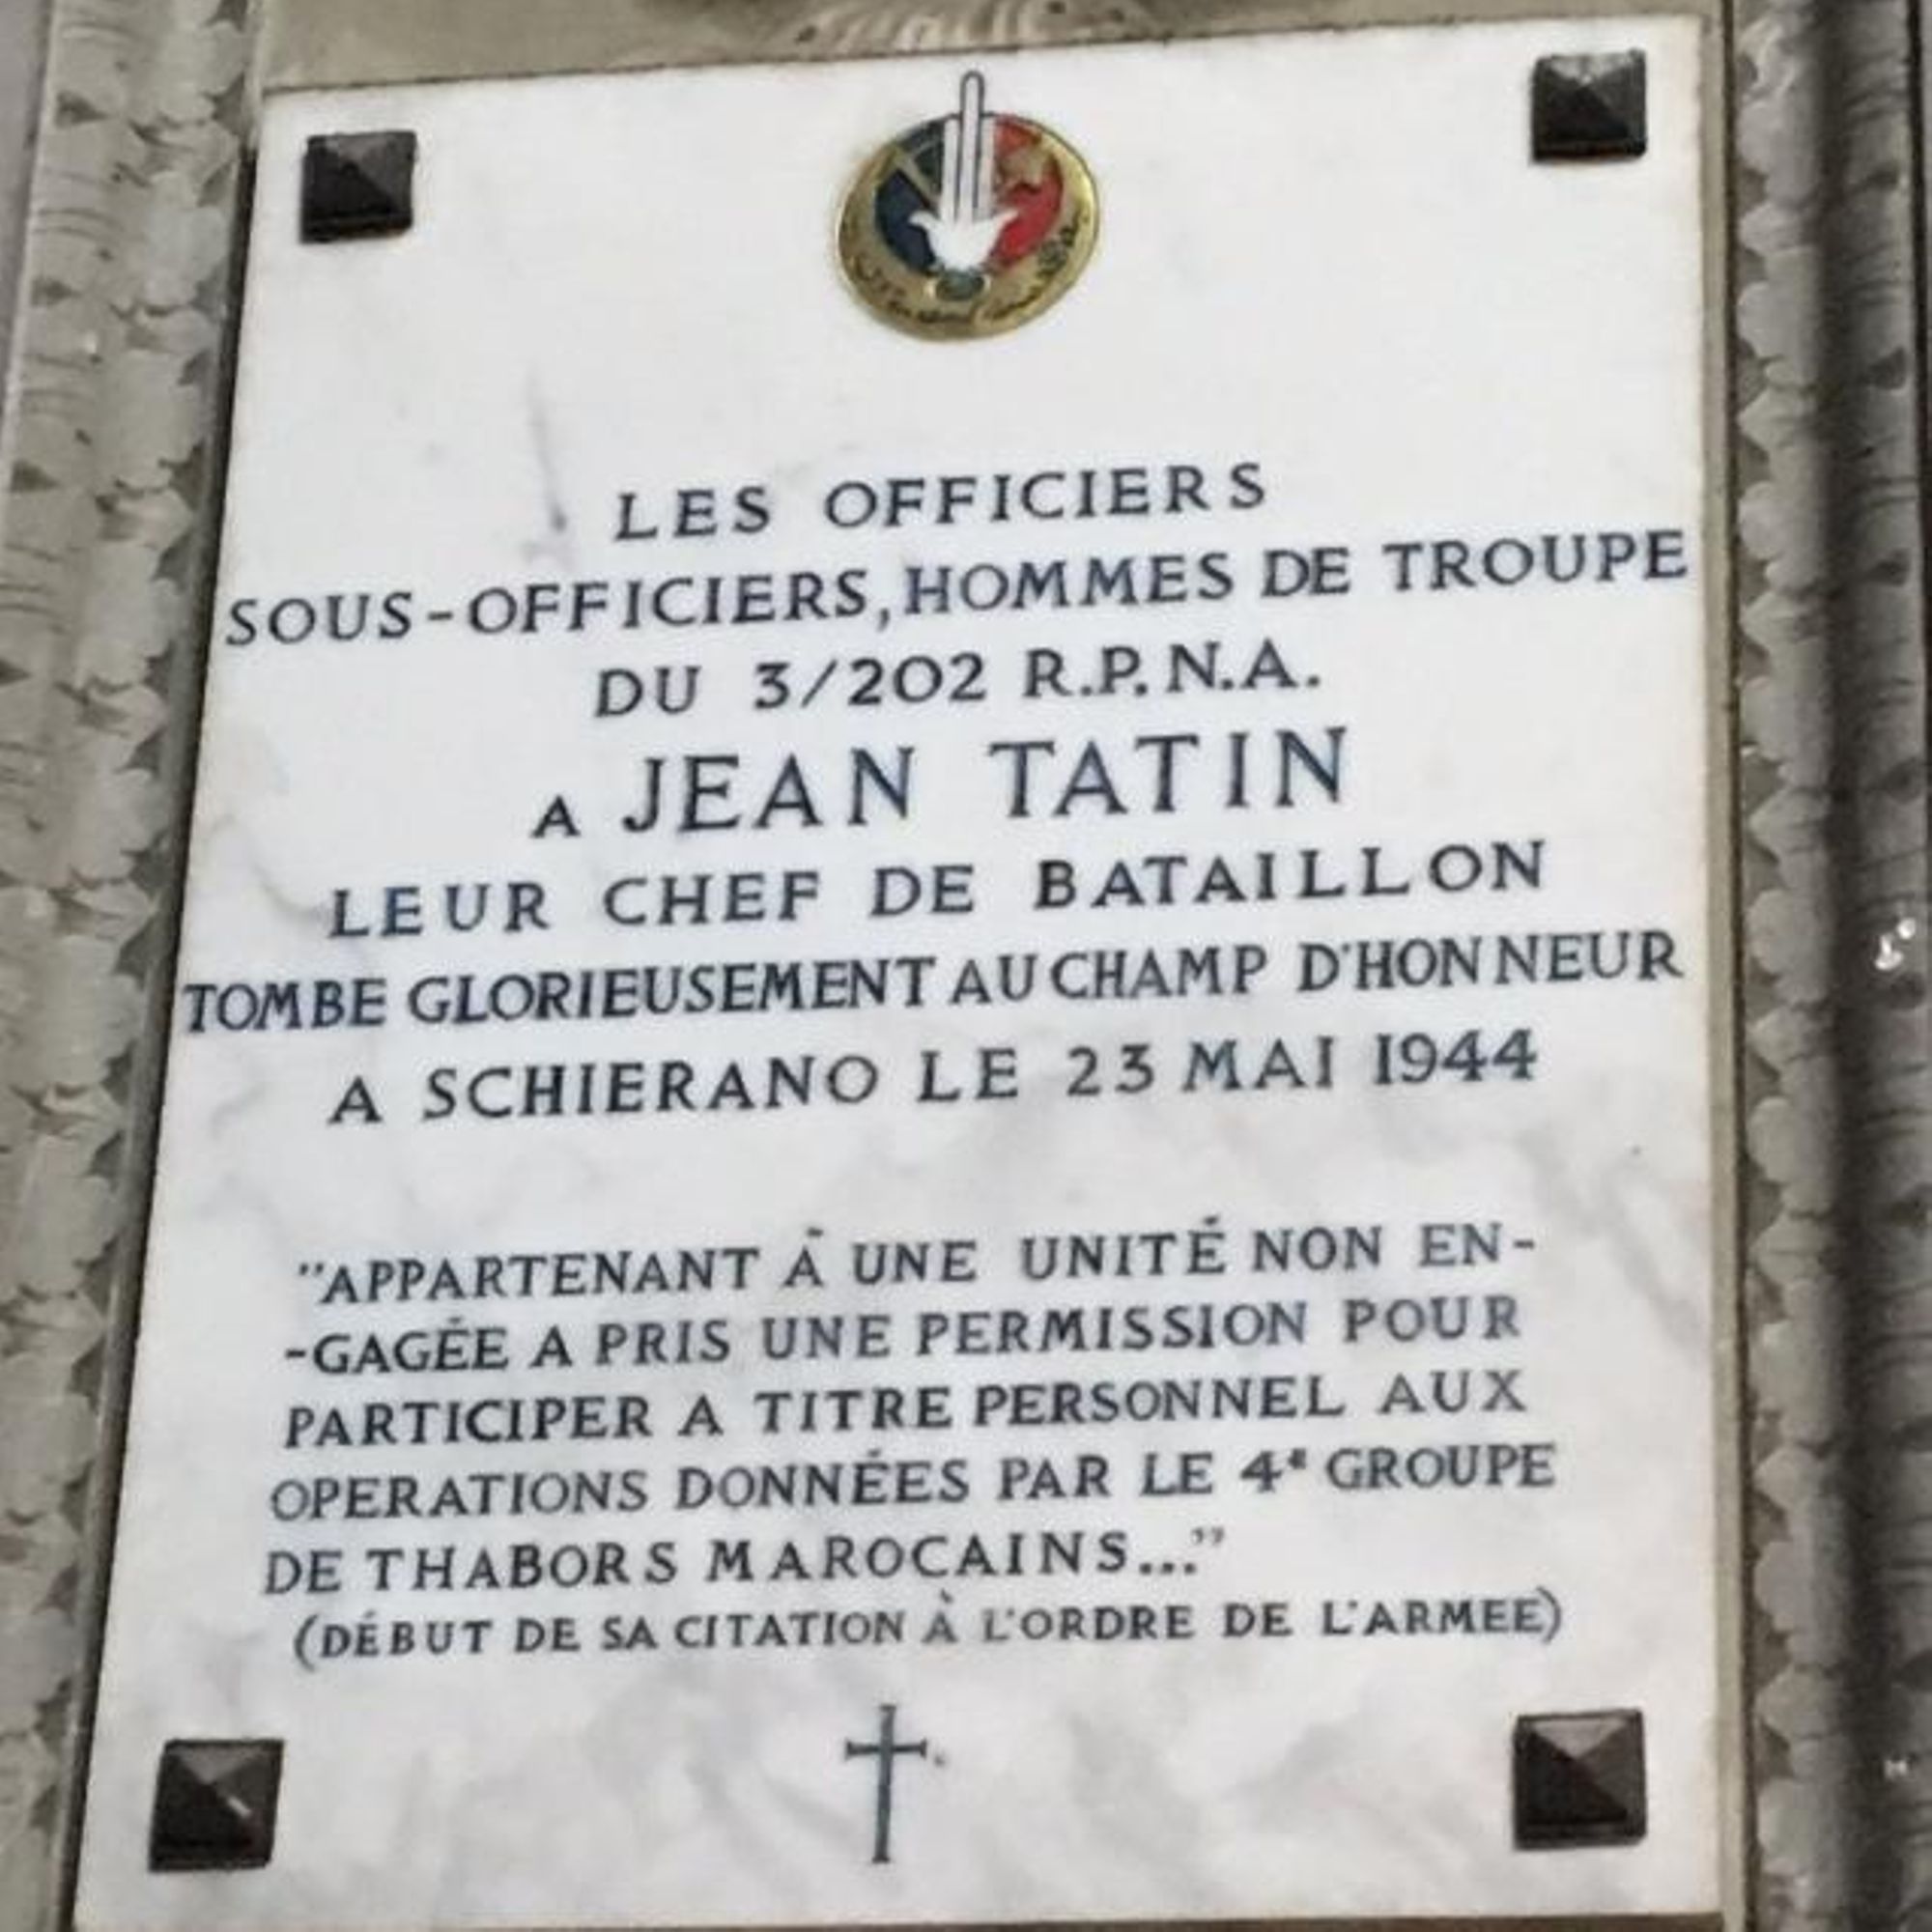 LES OFFICIERS
SOUS-OFFICIERS, HOMMES DE TROUPE
DU 3/202 R.P.N.A.
A JEAN TATIN
LEUR CHEF DE BATAILLON
TOMBE GLORIEUSEMENT AU CHAMP D'HONNEUR
A SCHIERANO LE 23 MAI 1944
"APPARTENANT À UNE UNITÉ NON EN-
-GAGÉE A PRIS UNE PERMISSION POUR
PARTICIPER A TITRE PERSONNEL AUX
OPERATIONS DONNÉES PAR LE 4e GROUPE
DE THABORS MAROCAINS..."
(DÉBUT DE SA CITATION À L'ORDRE DE L'ARMEE)